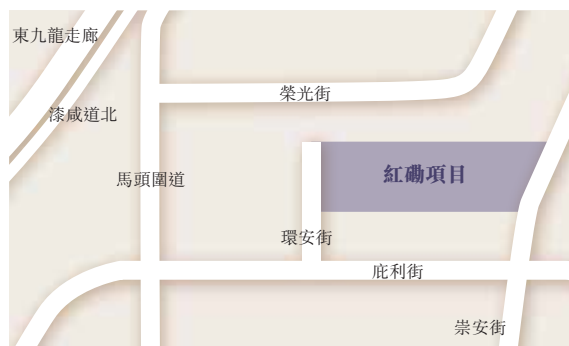 東九龍走廊
榮光街
漆咸道北
紅磡項目
馬頭圍道
環安街
庇利街
崇安街